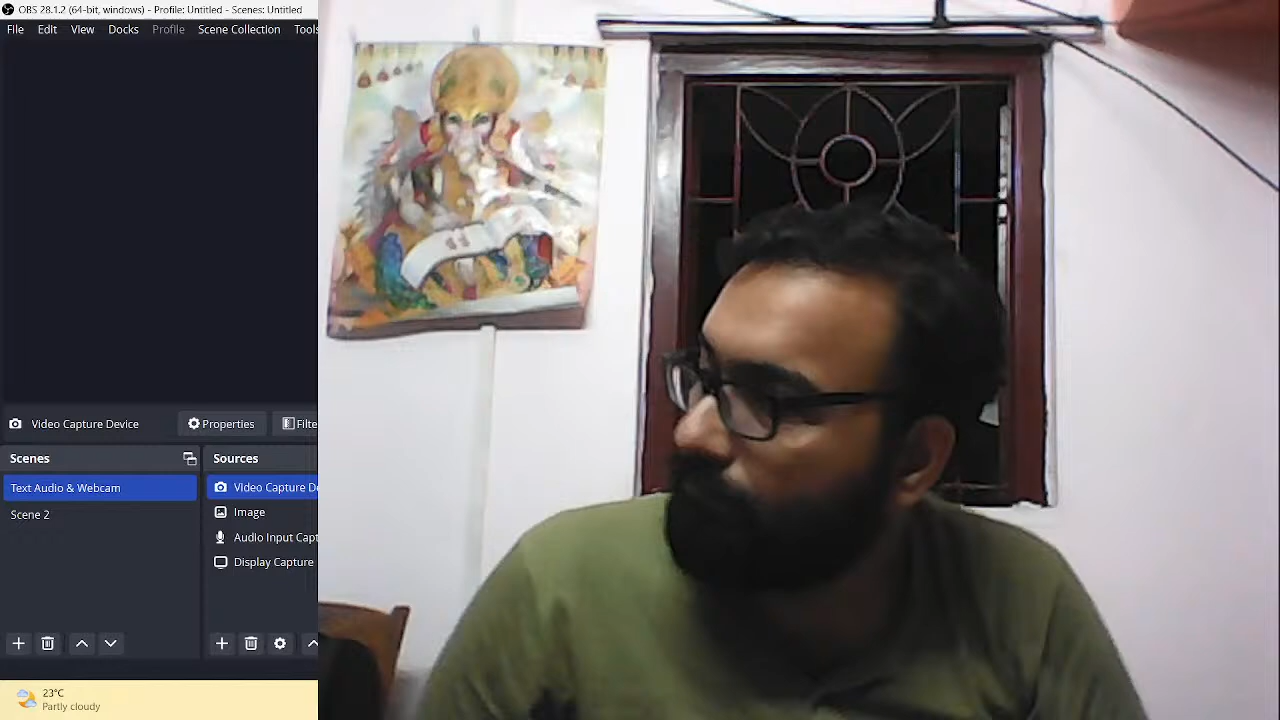 OBS 28.1.2 (64-bit, windows) - Profile: Untitled - Scenes: Untitled
File Edit View Docks Profile Scene Collection Tools
Video Capture Device Properties Filte
Scenes Sources
Text Audio & Webcam Video Capture De
Scene 2 Image
Audio Input Capt
Display Capture
23°C
Partly cloudy